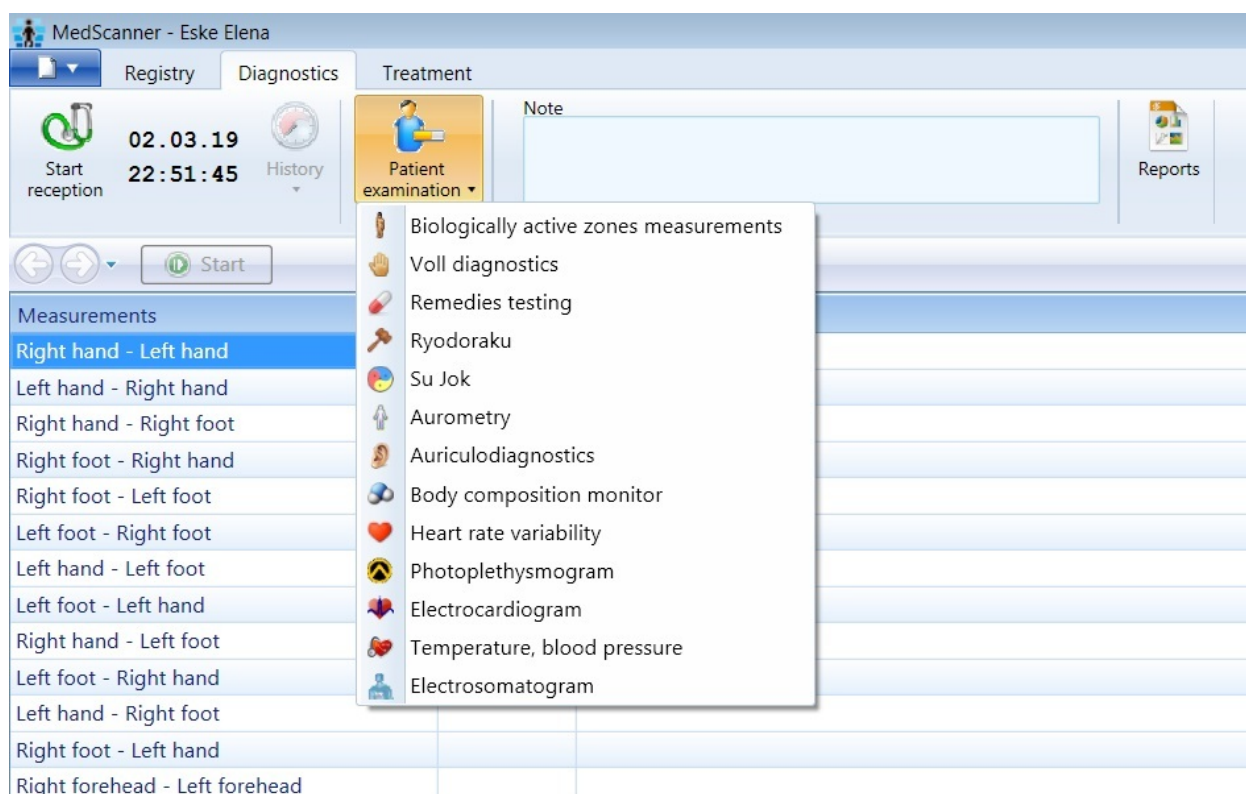 MedScanner - Eske Elena
Registry
Diagnostics
Treatment
Start
reception
02.03.19
22:51:45
History
Patient
examination
Note
Reports
Start
Biologically active zones measurements
Voll diagnostics
Remedies testing
Ryodoraku
Su Jok
Aurometry
Auriculodiagnostics
Body composition monitor
Heart rate variability
Photoplethysmogram
Electrocardiogram
Temperature, blood pressure
Electrosomatogram
Measurements
Right hand - Left hand
Left hand - Right hand
Right hand - Right foot
Right foot - Right hand
Right foot - Left foot
Left foot - Right foot
Left hand - Left foot
Left foot - Left hand
Right hand - Left foot
Left foot - Right hand
Left hand - Right foot
Right foot - Left hand
Right forehead - Left forehead